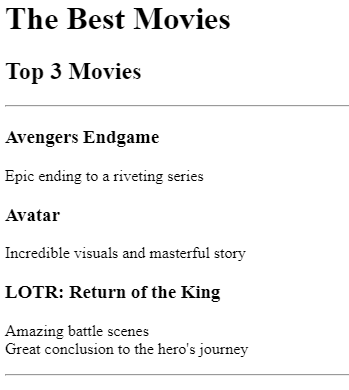 The Best Movies
Top 3 Movies
Avengers Endgame
Epic ending to a riveting series
Avatar
Incredible visuals and masterful story
LOTR: Return of the King
Amazing battle scenes
Great conclusion to the hero's journey